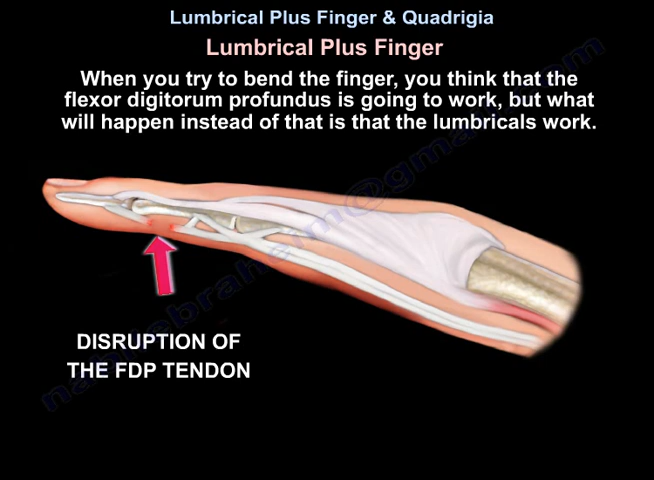 Lumbrical Plus Finger & Quadrigia
Lumbrical Plus Finger
When you try to bend the finger, you think that the
flexor digitorum profundus is going to work, but what
will happen instead of that is that the lumbricals work.
DISRUPTION OF
THE FDP TENDON